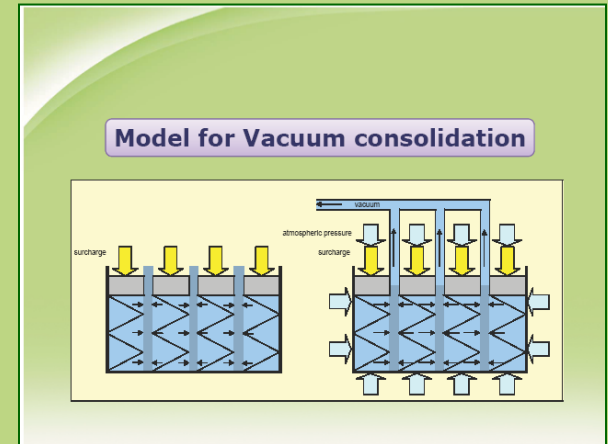 Model for Vacuum consolidation
vacuum
atmospheric pressure
surcharge
surcharge